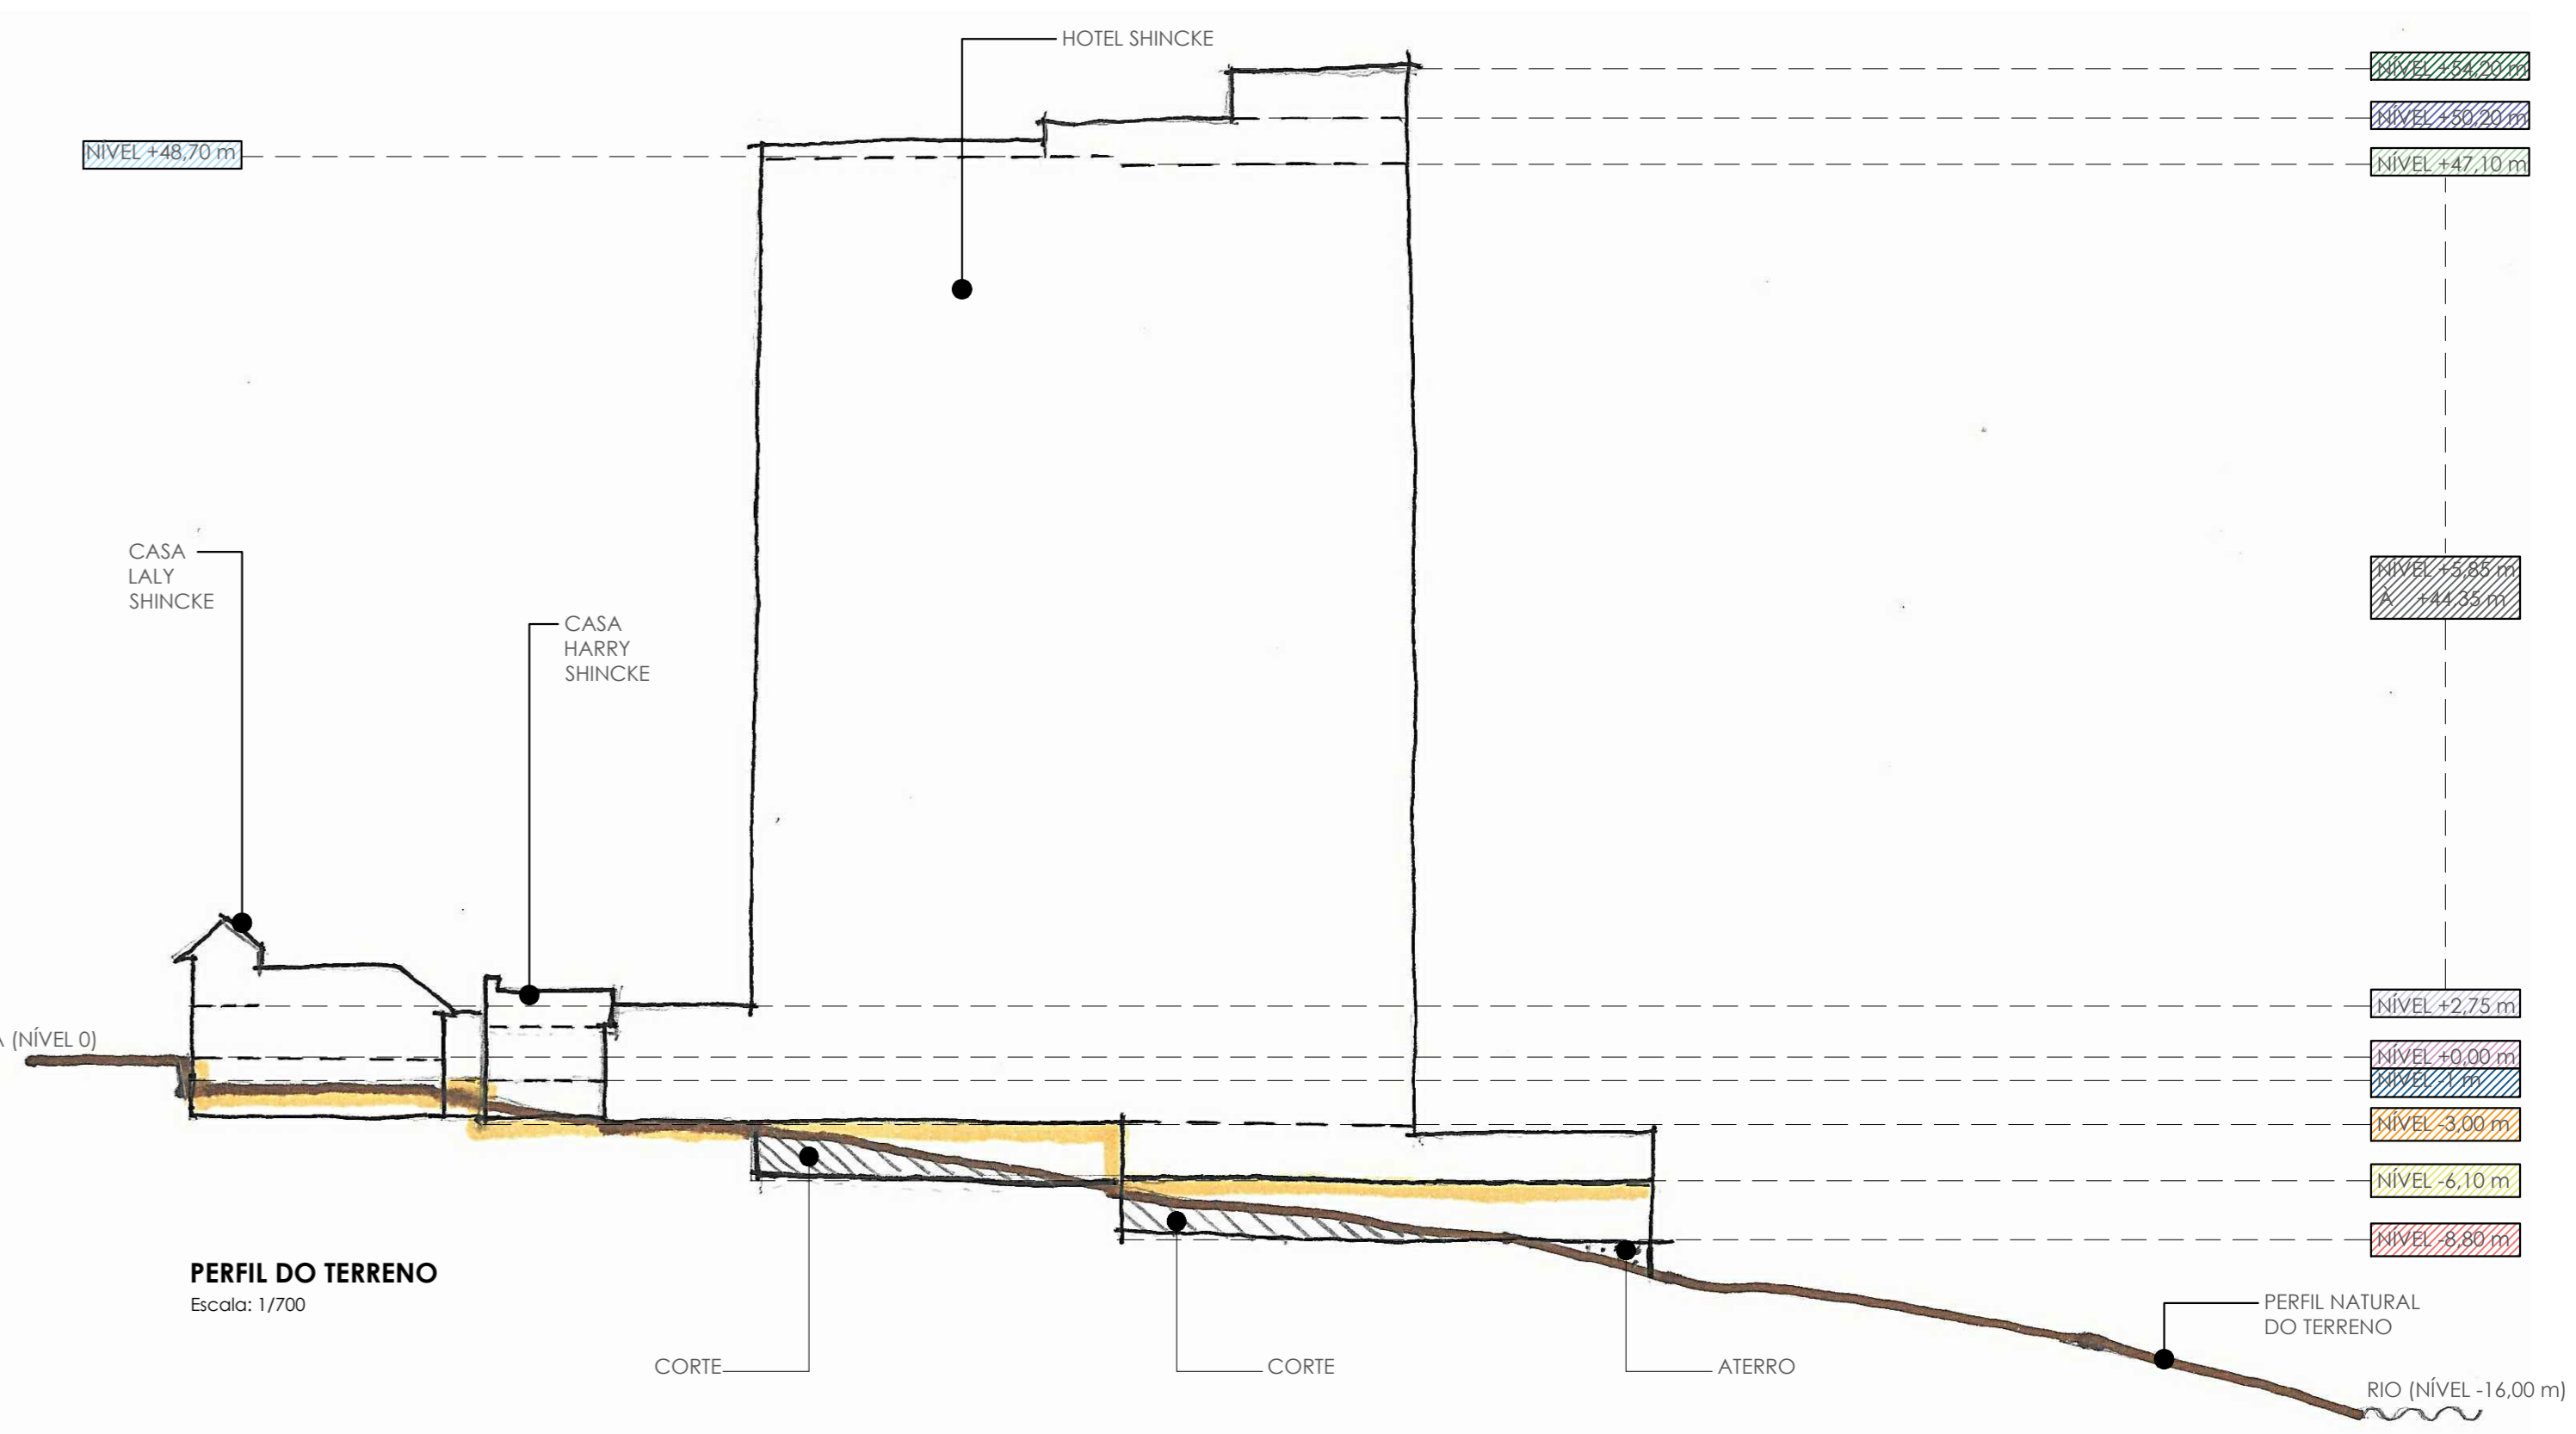 HOTEL SHINCKE
NÍVEL +54,20 m
NÍVEL +50,20 m
NÍVEL +48,70 m
NÍVEL +47,10 m
CASA
LALY
SHINCKE
NÍVEL +5,85 m
À +44,35 m
CASA
HARRY
SHINCKE
NÍVEL +2,75 m
A (NÍVEL 0)
NÍVEL +0,00 m
NÍVEL -1 m
NÍVEL -3,00 m
NÍVEL -6,10 m
NÍVEL -8,80 m
PERFIL DO TERRENO
Escala: 1/700
PERFIL NATURAL
DO TERRENO
CORTE
CORTE
ATERRO
RIO (NÍVEL -16,00 m)